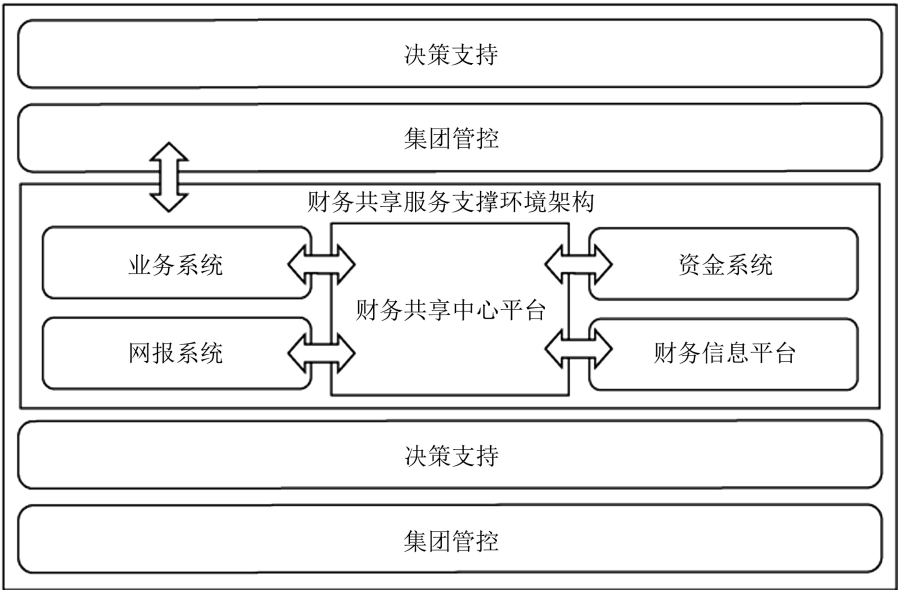 决策支持
集团管控
财务共享服务支撑环境架构
业务系统
资金系统
财务共享中心平台
网报系统
财务信息平台
决策支持
集团管控